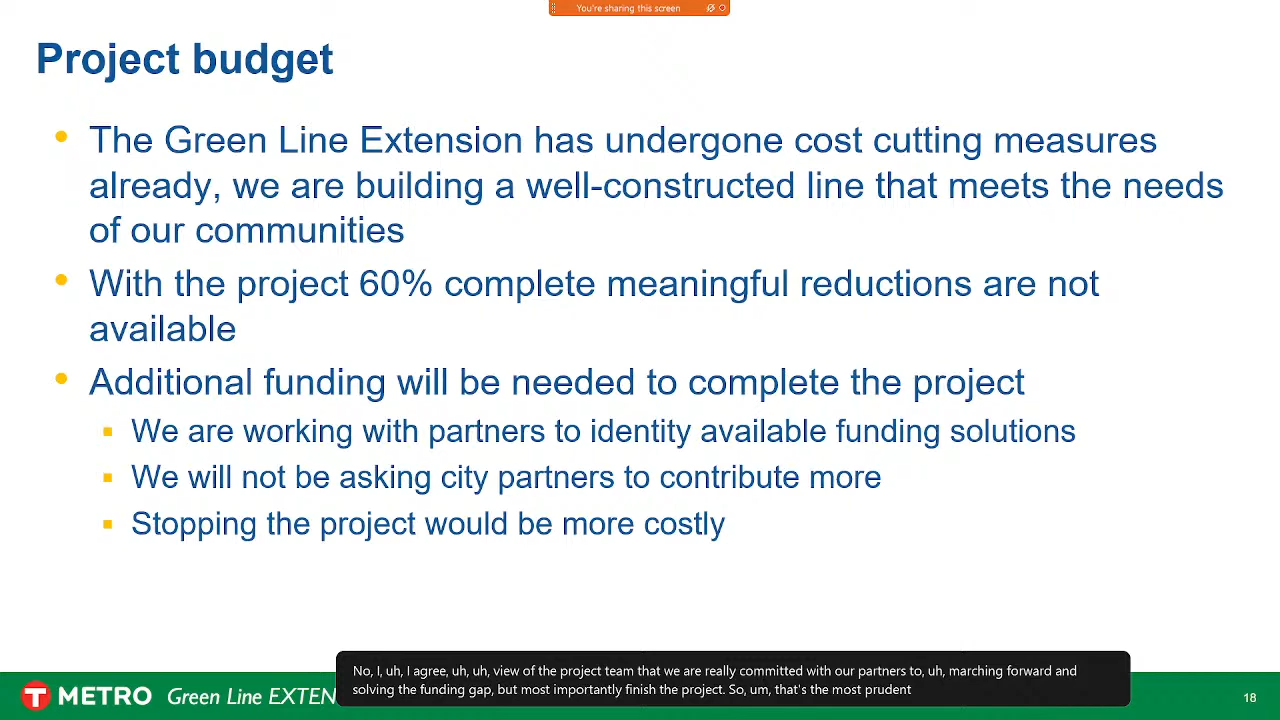 You're sharing this screen
Project budget
• The Green Line Extension has undergone cost cutting measures
already, we are building a well-constructed line that meets the needs
of our communities
• With the project 60% complete meaningful reductions are not
available
• Additional funding will be needed to complete the project
▪ We are working with partners to identity available funding solutions
▪ We will not be asking city partners to contribute more
▪ Stopping the project would be more costly
No, I, uh, I agree, uh, uh, view of the project team that we are really committed with our partners to, uh, marching forward and
solving the funding gap, but most importantly finish the project. So, um, that's the most prudent
T METRO Green Line EXTEN
18